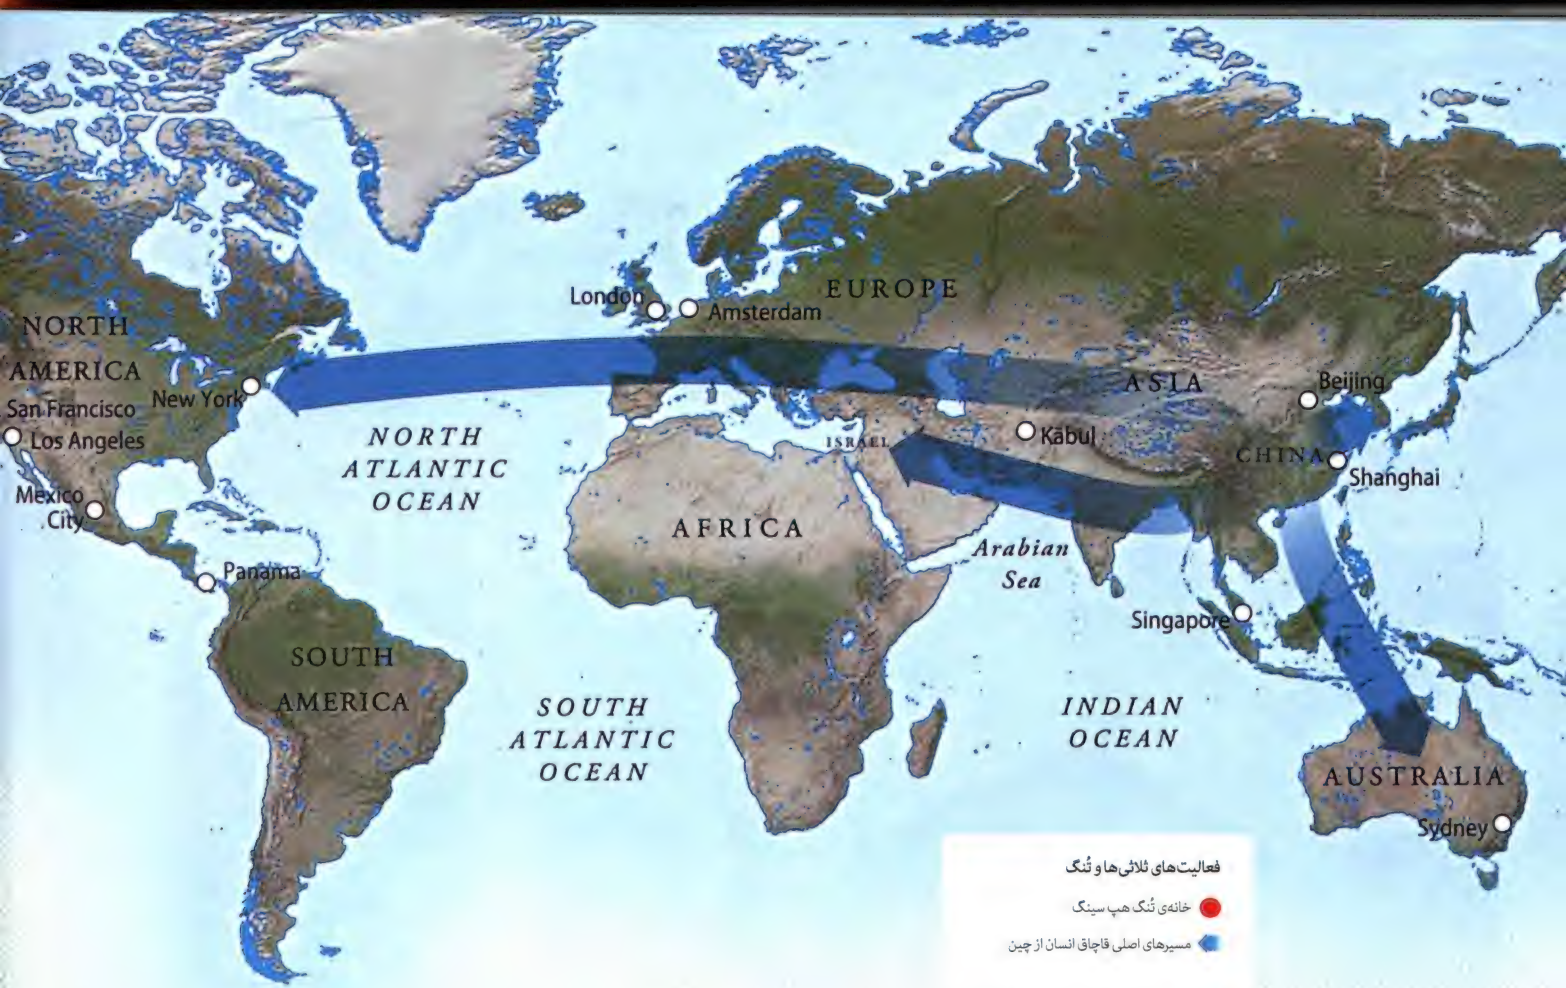 London
Amsterdam
EUROPE
NORTH
AMERICA
New York
San Francisco
Los Angeles
Mexico
City
Panama
NORTH
ATLANTIC
OCEAN
ISRAEL
ASIA
Beijing
Kābul
CHINA
Shanghai
AFRICA
Arabian
Sea
Singapore
SOUTH
AMERICA
SOUTH
ATLANTIC
OCEAN
INDIAN
OCEAN
AUSTRALIA
Sydney
فعالیت‌های ثلاثی‌ها و تُنگ
خانه‌ی تُنگ هپ سینگ
مسیرهای اصلی قاچاق انسان از چین